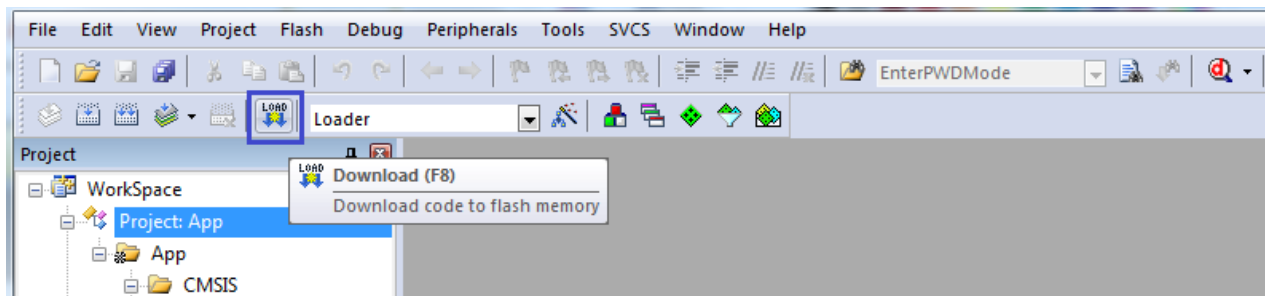 File Edit View Project Flash Debug Peripherals Tools SVCS Window Help
EnterPWDMode
LOAD Loader
Project
LOAD Download (F8)
Download code to flash memory
WorkSpace
Project: App
App
CMSIS